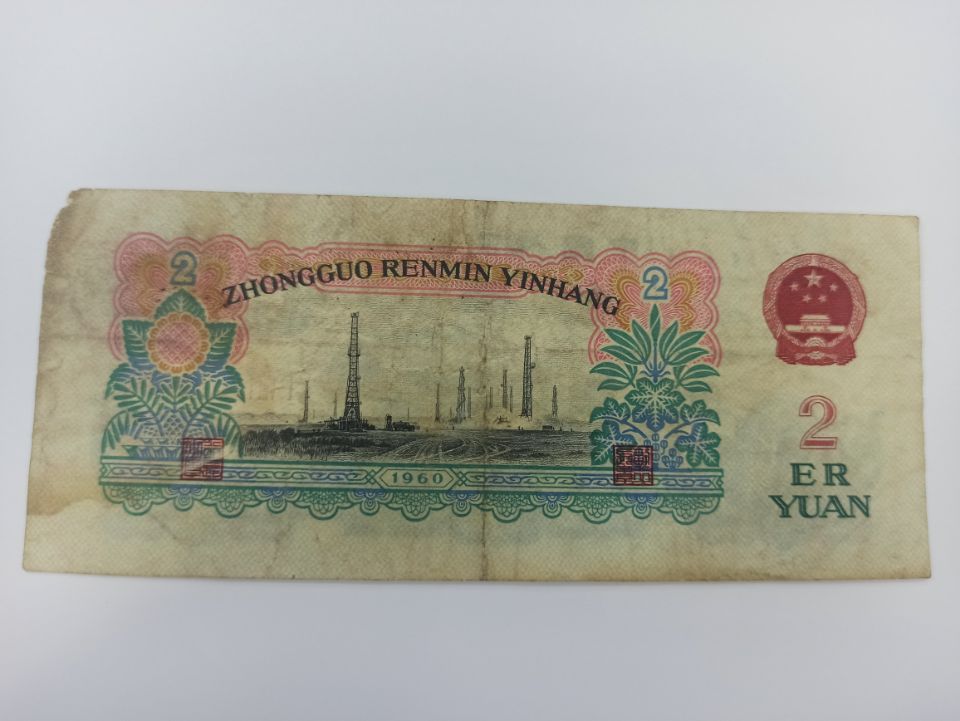 2
ZHONGGUO RENMIN YINHANG
2
1960
2
ER
YUAN